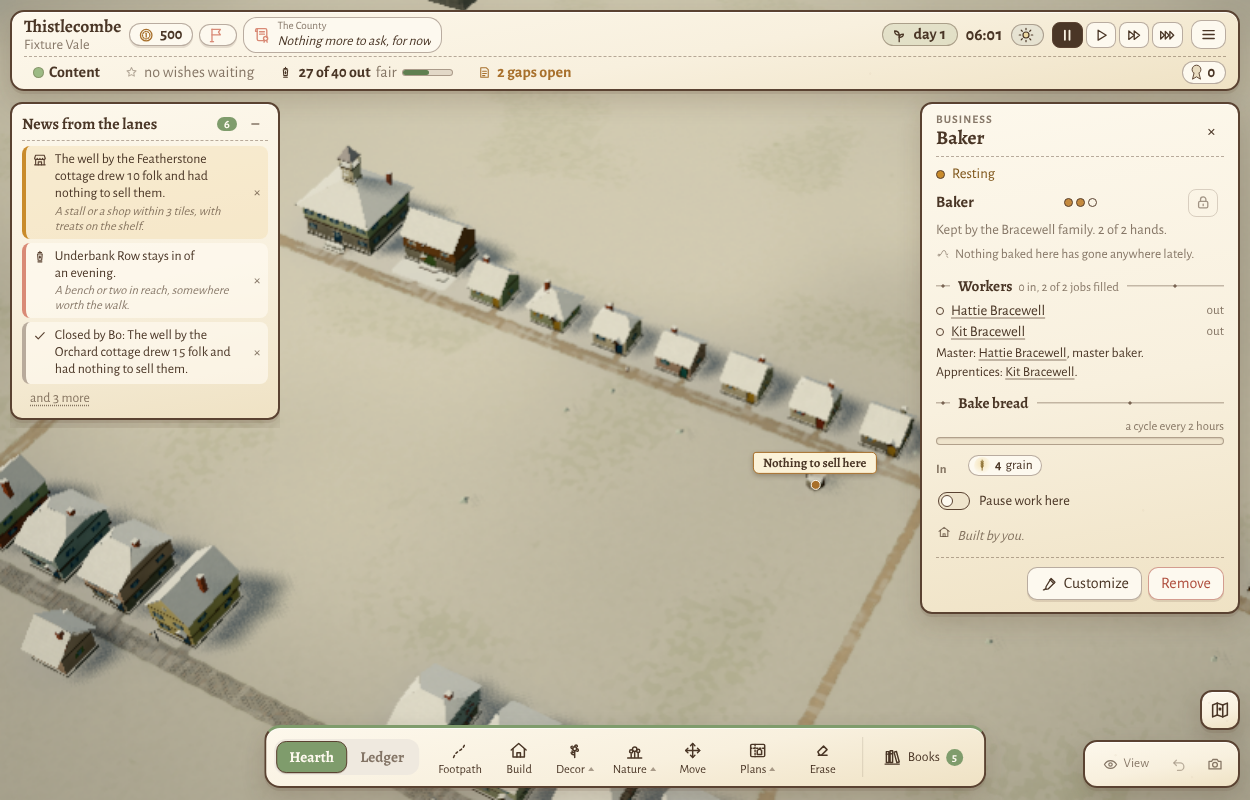 Thistlecombe
Fixture Vale
500
The County
Nothing more to ask, for now
day 1
06:01
Content
no wishes waiting
27 of 40 out fair
2 gaps open
0
News from the lanes
6
The well by the Featherstone
cottage drew 10 folk and had
nothing to sell them.
A stall or a shop within 3 tiles, with
treats on the shelf.
Underbank Row stays in of
an evening.
A bench or two in reach, somewhere
worth the walk.
Closed by Bo: The well by the
Orchard cottage drew 15 folk and
had nothing to sell them.
and 3 more
Nothing to sell here
BUSINESS
Baker
Resting
Baker
Kept by the Bracewell family. 2 of 2 hands.
Nothing baked here has gone anywhere lately.
Workers 0 in, 2 of 2 jobs filled
Hattie Bracewell out
Kit Bracewell out
Master: Hattie Bracewell, master baker.
Apprentices: Kit Bracewell.
Bake bread
a cycle every 2 hours
In 4 grain
Pause work here
Built by you.
Customize
Remove
Hearth
Ledger
Footpath
Build
Decor
Nature
Move
Plans
Erase
Books 5
View